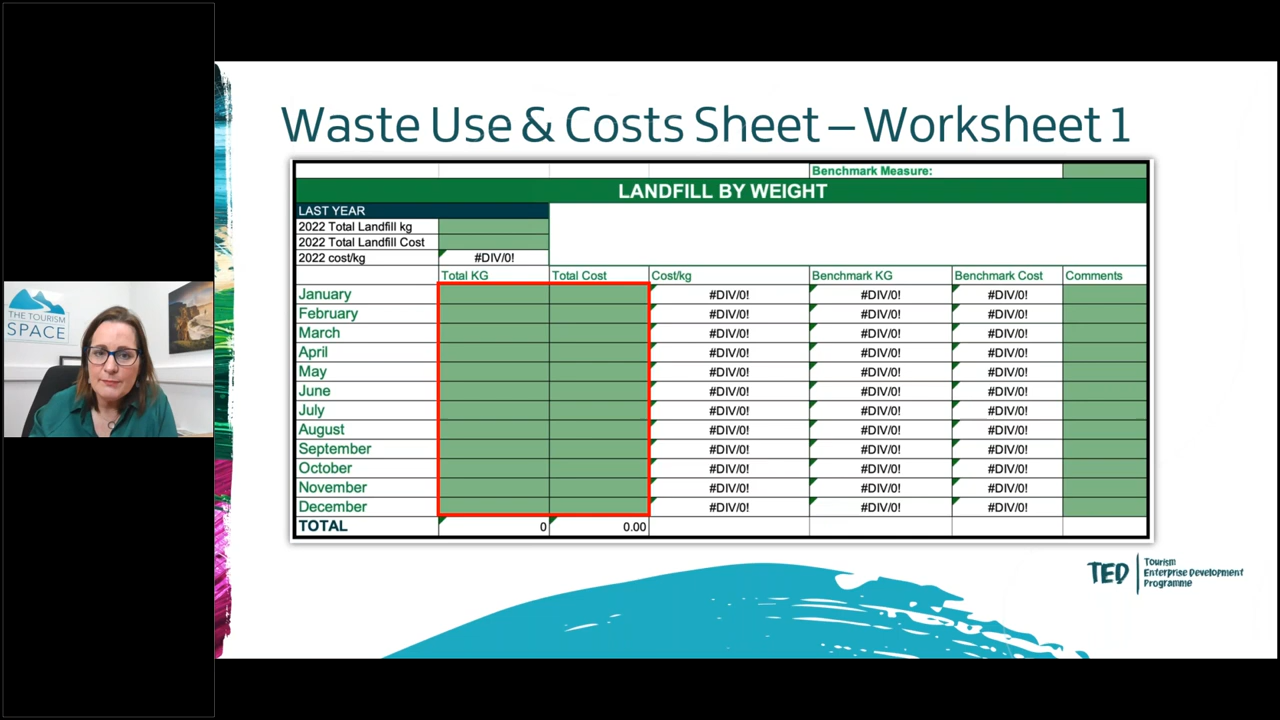 Waste Use & Costs Sheet – Worksheet 1
Benchmark Measure:
LANDFILL BY WEIGHT
LAST YEAR
2022 Total Landfill kg
2022 Total Landfill Cost
2022 cost/kg #DIV/0!
Total KG Total Cost Cost/kg Benchmark KG Benchmark Cost Comments
January #DIV/0! #DIV/0! #DIV/0!
February #DIV/0! #DIV/0! #DIV/0!
March #DIV/0! #DIV/0! #DIV/0!
April #DIV/0! #DIV/0! #DIV/0!
May #DIV/0! #DIV/0! #DIV/0!
June #DIV/0! #DIV/0! #DIV/0!
July #DIV/0! #DIV/0! #DIV/0!
August #DIV/0! #DIV/0! #DIV/0!
September #DIV/0! #DIV/0! #DIV/0!
October #DIV/0! #DIV/0! #DIV/0!
November #DIV/0! #DIV/0! #DIV/0!
December #DIV/0! #DIV/0! #DIV/0!
TOTAL 0 0.00
THE TOURISM
SPACE
TED
Tourism
Enterprise Development
Programme